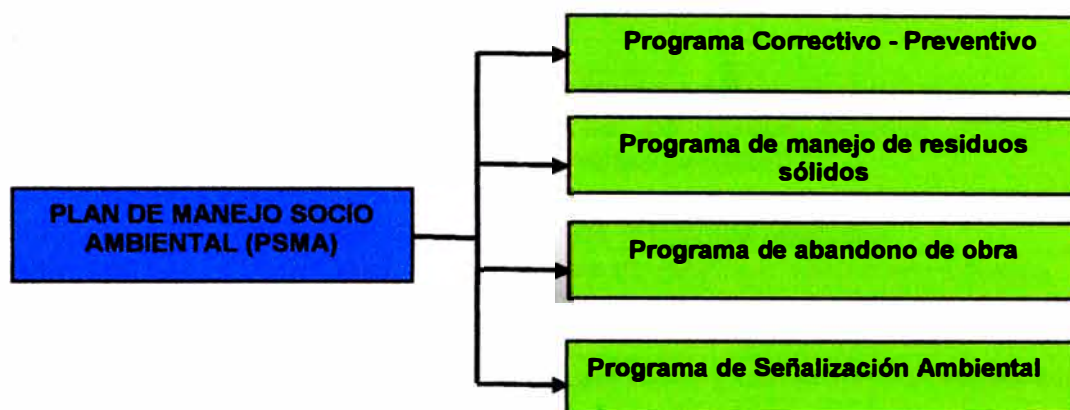 Programa Correctivo - Preventivo
Programa de manejo de residuos
sólidos
PLAN DE MANEJO SOCIO
AMBIENTAL (PSMA)
Programa de abandono de obra
Programa de Señalización Ambiental